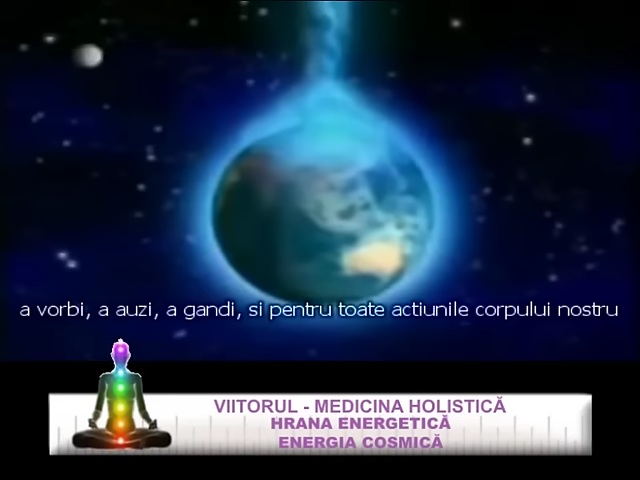 a vorbi, a auzi, a gandi, si pentru toate actiunile corpului nostru
VIITORUL - MEDICINA HOLISTICĂ
HRANA ENERGETICĂ
ENERGIA COSMICĂ